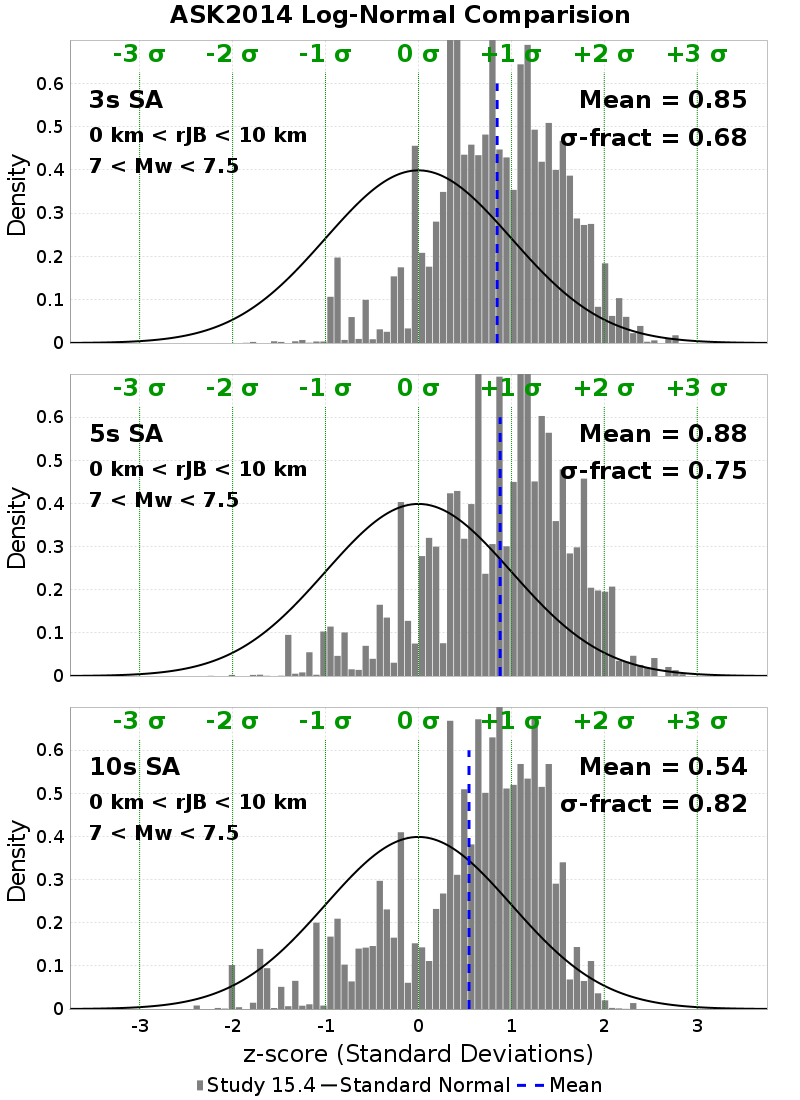 ASK2014 Log-Normal Comparision
-3 σ -2 σ -1 σ 0 σ +1 σ +2 σ +3 σ
3s SA
0 km < rJB < 10 km
7 < Mw < 7.5
Mean = 0.85
σ-fract = 0.68
Density
0.6
0.5
0.4
0.3
0.2
0.1
0
-3 σ -2 σ -1 σ 0 σ +1 σ +2 σ +3 σ
5s SA
0 km < rJB < 10 km
7 < Mw < 7.5
Mean = 0.88
σ-fract = 0.75
Density
0.6
0.5
0.4
0.3
0.2
0.1
0
-3 σ -2 σ -1 σ 0 σ +1 σ +2 σ +3 σ
10s SA
0 km < rJB < 10 km
7 < Mw < 7.5
Mean = 0.54
σ-fract = 0.82
Density
0.6
0.5
0.4
0.3
0.2
0.1
0
-3 -2 -1 0 1 2 3
z-score (Standard Deviations)
Study 15.4 Standard Normal Mean